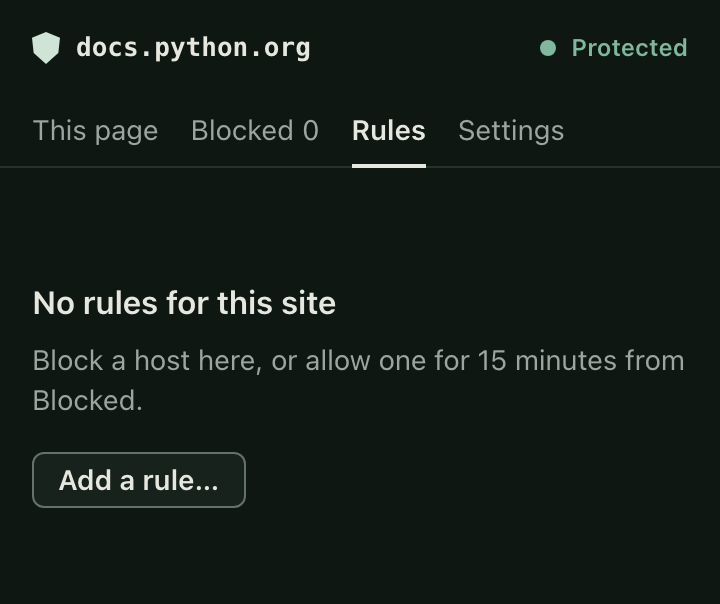 docs.python.org
Protected
This page
Blocked 0
Rules
Settings
No rules for this site
Block a host here, or allow one for 15 minutes from
Blocked.
Add a rule...